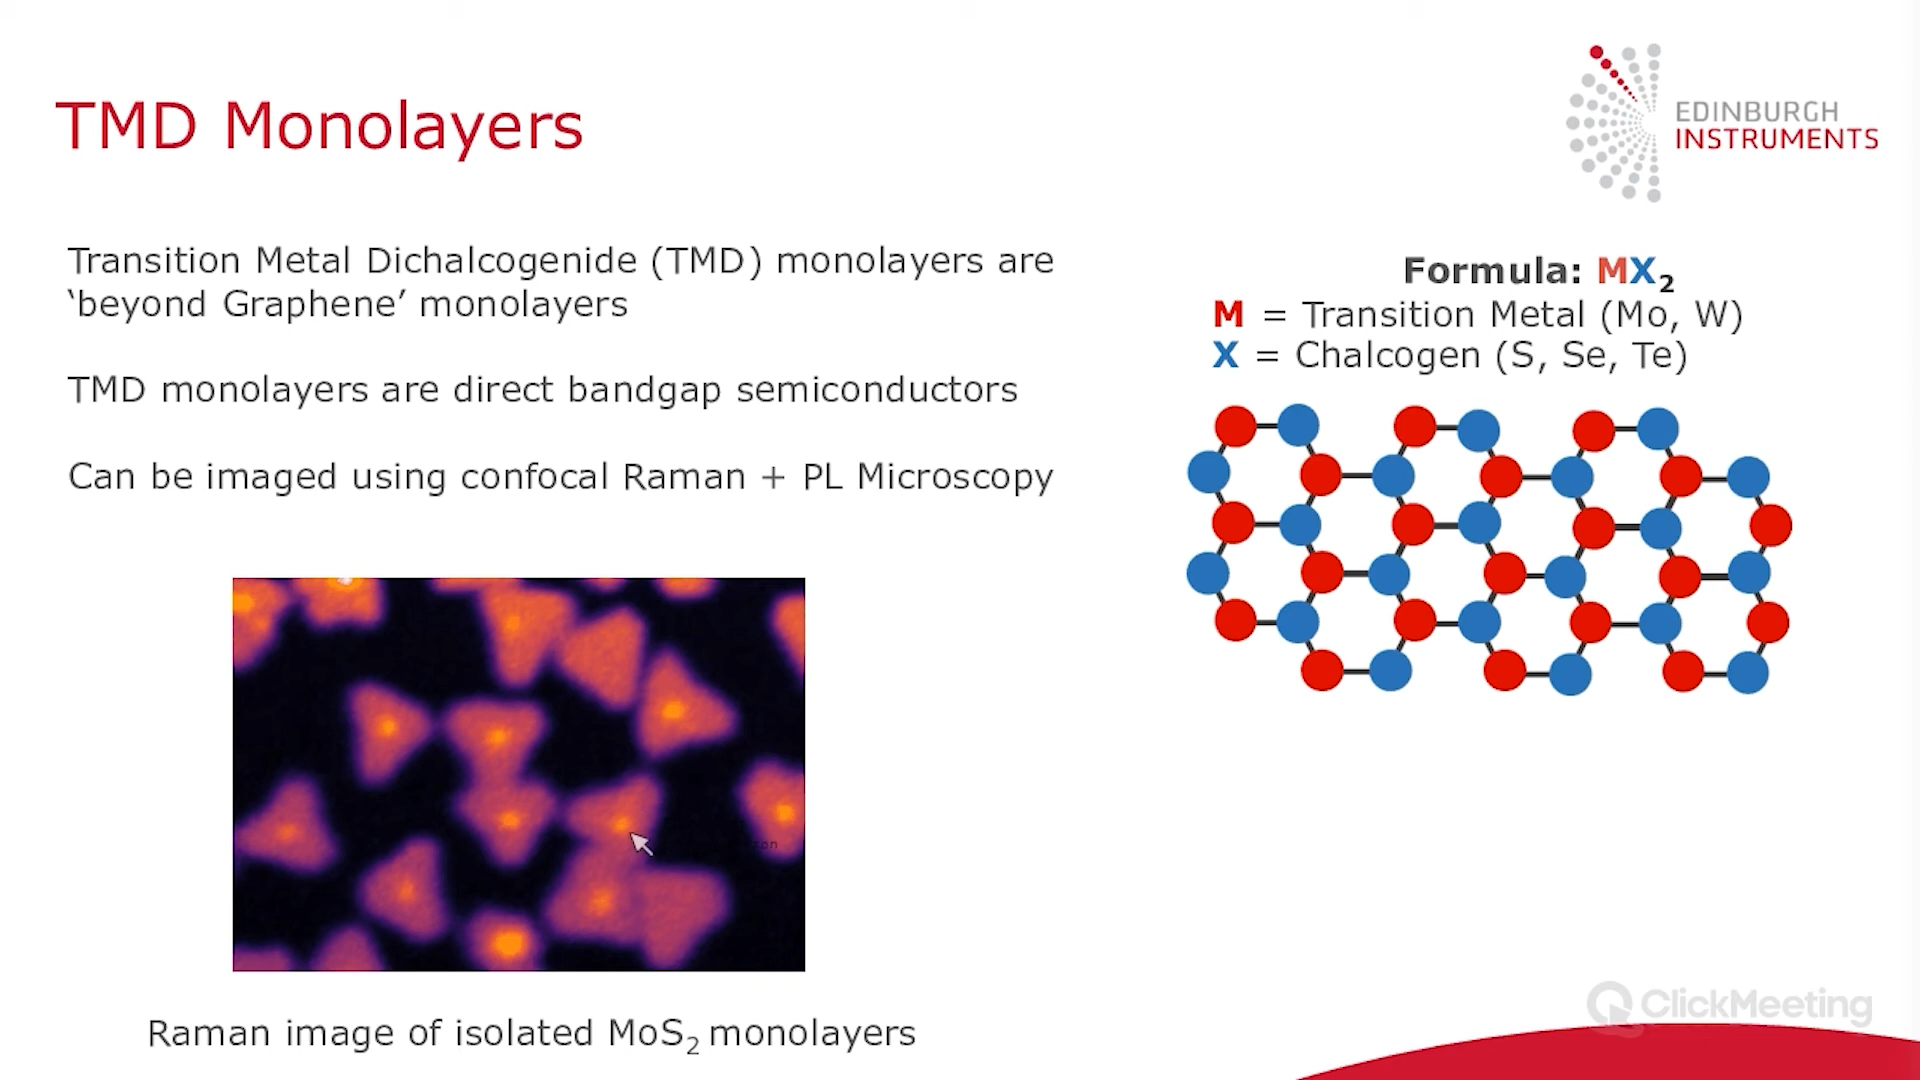 TMD Monolayers
EDINBURGH
INSTRUMENTS
Transition Metal Dichalcogenide (TMD) monolayers are
‘beyond Graphene’ monolayers
TMD monolayers are direct bandgap semiconductors
Can be imaged using confocal Raman + PL Microscopy
Formula: MX₂
M = Transition Metal (Mo, W)
X = Chalcogen (S, Se, Te)
Raman image of isolated MoS₂ monolayers
ClickMeeting